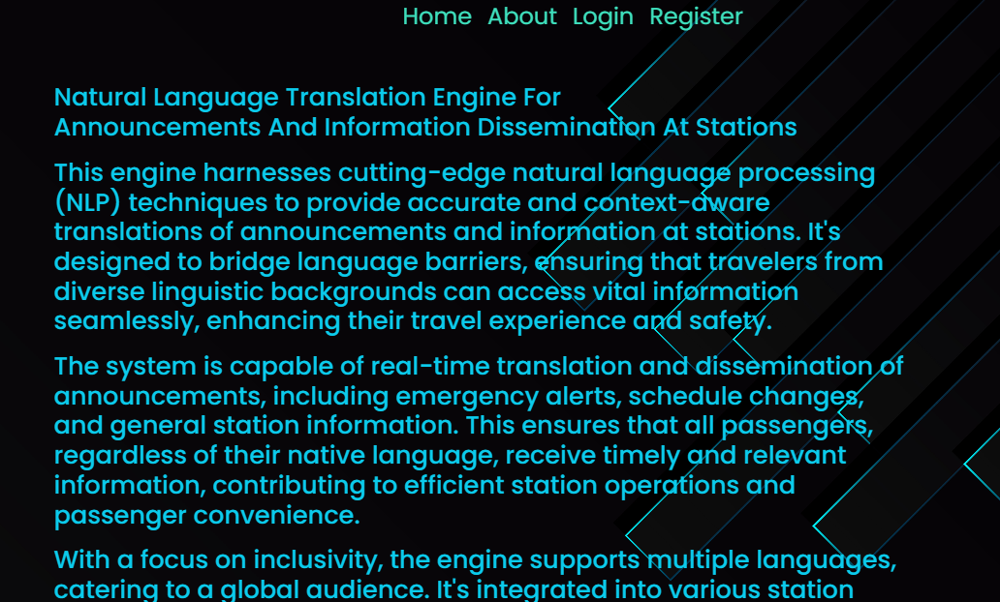 Home About Login Register
Natural Language Translation Engine For
Announcements And Information Dissemination At Stations
This engine harnesses cutting-edge natural language processing
(NLP) techniques to provide accurate and context-aware
translations of announcements and information at stations. It's
designed to bridge language barriers, ensuring that travelers from
diverse linguistic backgrounds can access vital information
seamlessly, enhancing their travel experience and safety.
The system is capable of real-time translation and dissemination of
announcements, including emergency alerts, schedule changes,
and general station information. This ensures that all passengers,
regardless of their native language, receive timely and relevant
information, contributing to efficient station operations and
passenger convenience.
With a focus on inclusivity, the engine supports multiple languages,
catering to a global audience. It's integrated into various station